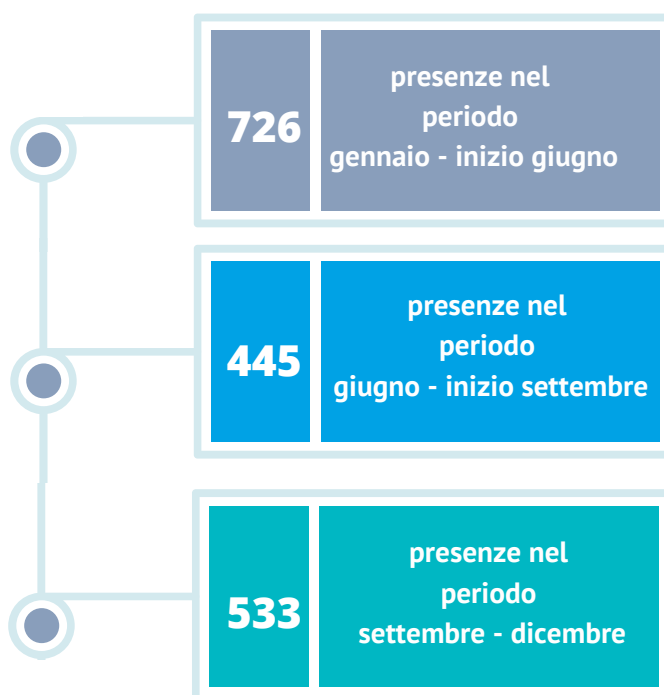 726
presenze nel
periodo
gennaio - inizio giugno
445
presenze nel
periodo
giugno - inizio settembre
533
presenze nel
periodo
settembre - dicembre